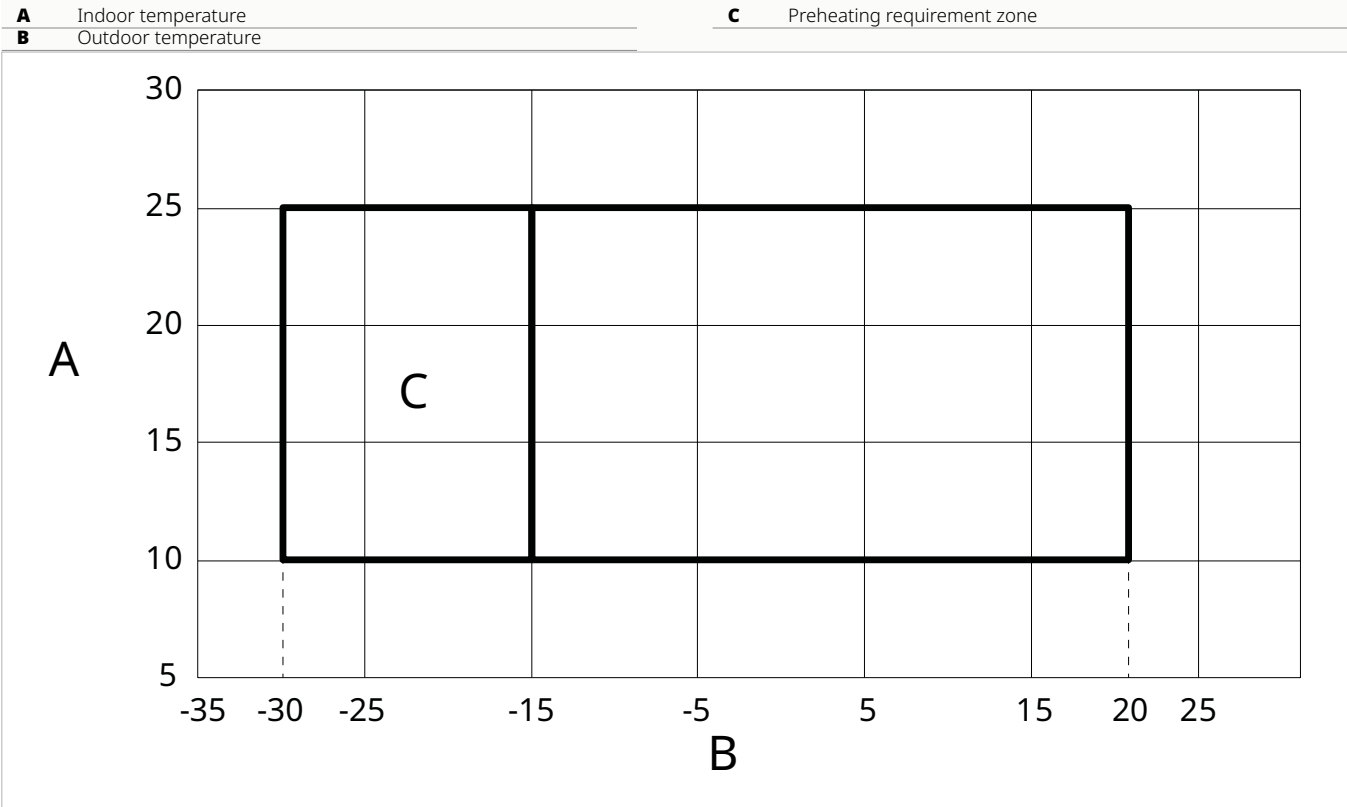 A Indoor temperature
B Outdoor temperature
C Preheating requirement zone
30
25
20
A
C
15
10
5
-35 -30 -25 -15 -5 5 15 20 25
B